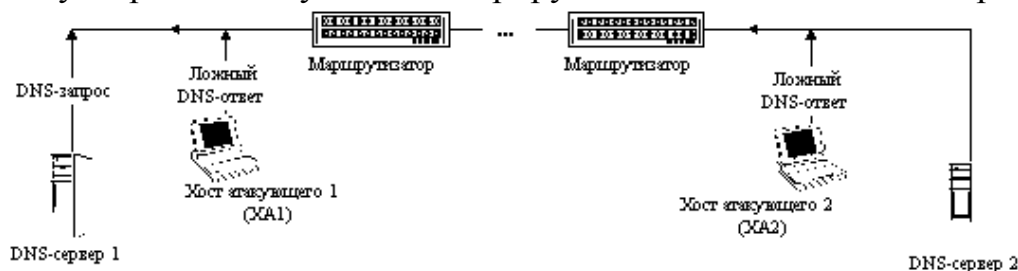 ...
Маршрутизатор
Маршрутизатор
Ложный
DNS-ответ
Ложный
DNS-ответ
DNS-запрос
Хост атакующего 1
(ХА1)
Хост атакующего 2
(ХА2)
DNS-сервер 1
DNS-сервер 2